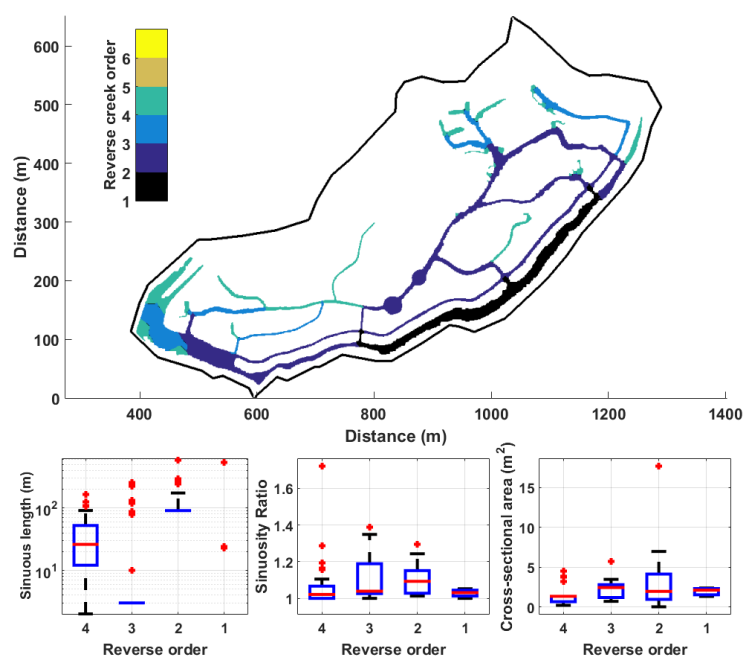 600
500
400
300
200
100
0
Distance (m)
Reverse creek order
6
5
4
3
2
1
400
600
800
1000
1200
1400
Distance (m)
Sinuous length (m)
10²
10¹
4 3 2 1
Reverse order
Sinuosity Ratio
1.6
1.4
1.2
1
4 3 2 1
Reverse order
Cross-sectional area (m²)
15
10
5
0
4 3 2 1
Reverse order